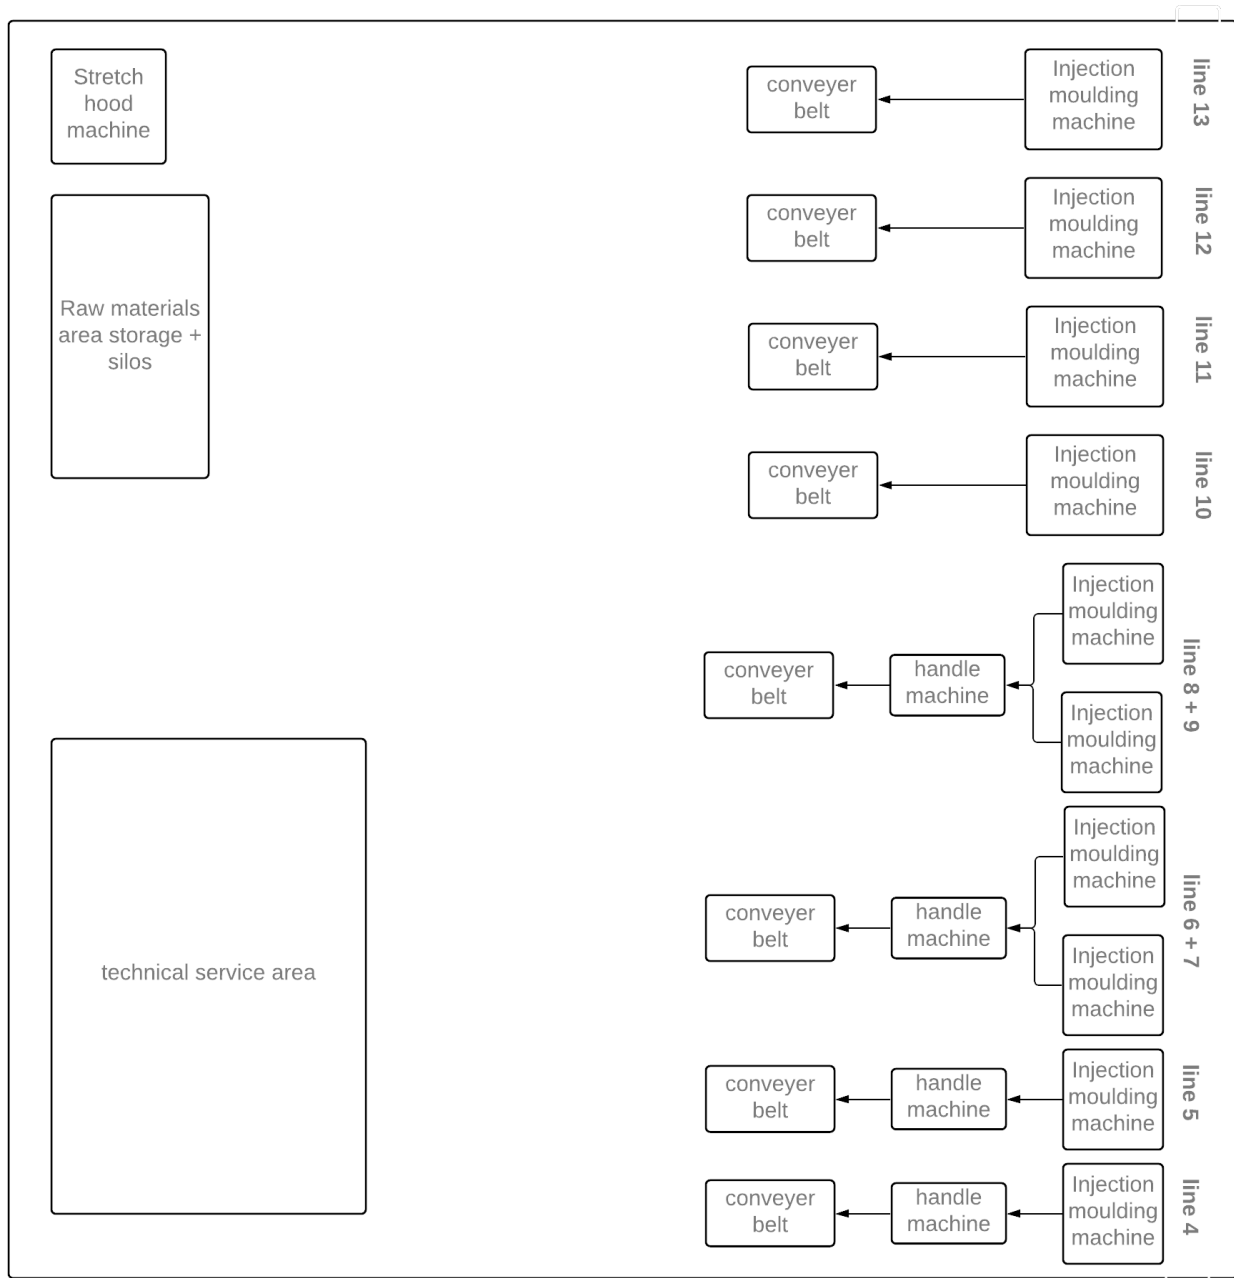 Stretch
hood
machine
conveyer
belt
Injection
moulding
machine
line 13
conveyer
belt
Injection
moulding
machine
line 12
Raw materials
area storage +
silos
conveyer
belt
Injection
moulding
machine
line 11
conveyer
belt
Injection
moulding
machine
line 10
conveyer
belt
handle
machine
Injection
moulding
machine
Injection
moulding
machine
line 8 + 9
technical service area
conveyer
belt
handle
machine
Injection
moulding
machine
Injection
moulding
machine
line 6 + 7
conveyer
belt
handle
machine
Injection
moulding
machine
line 5
conveyer
belt
handle
machine
Injection
moulding
machine
line 4